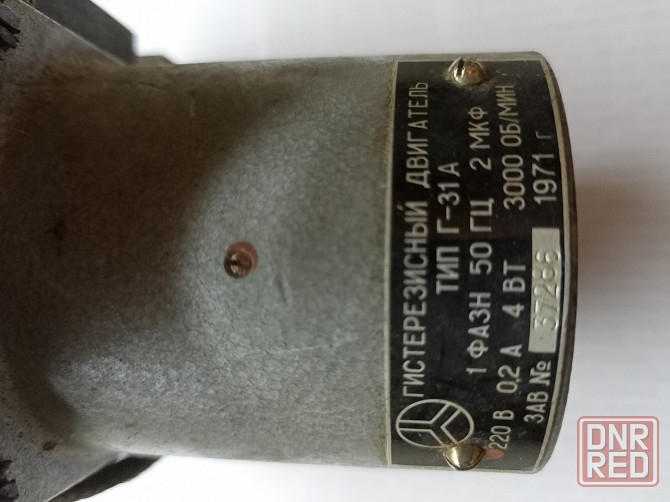 ГИСТЕРЕЗИСНЫЙ ДВИГАТЕЛЬ
ТИП Г-31А
1 ФАЗН 50 ГЦ 2 МКФ
220 В 0,2 А 4 ВТ 3000 ОБ/МИН
ЗАВ № 37286 1971 г
DNR
RED